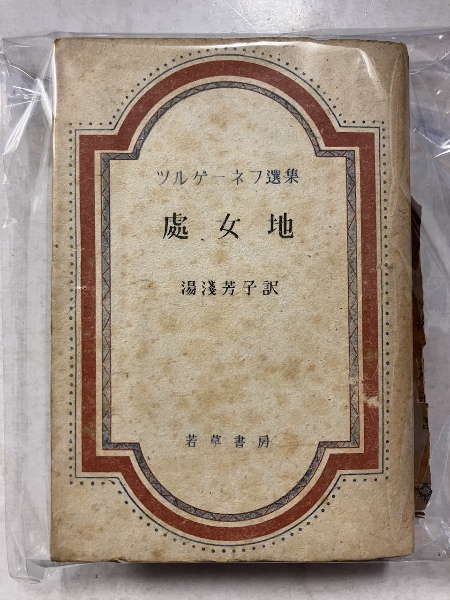 ツルゲーネフ選集
處女地
湯淺芳子訳
若草書房